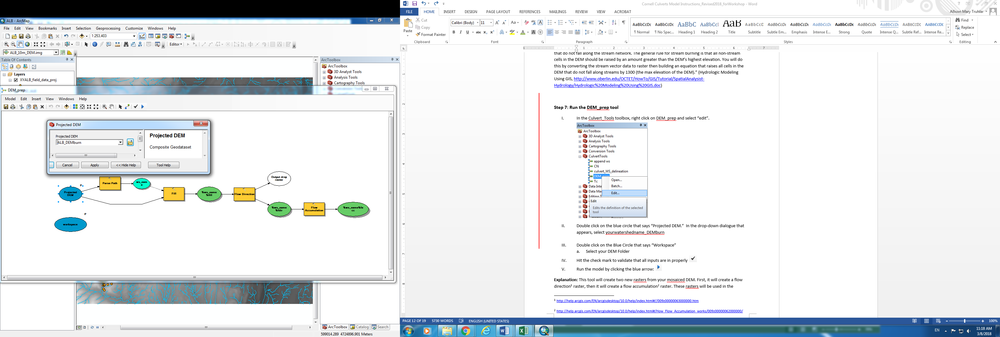 ALB - ArcMap
File Edit View Bookmarks Insert Selection Geoprocessing Customize Windows Help
1:253,403
Editor
ALB_10m_DEM.img
Table Of Contents
Layers
XYALB_field_data_proj
ArcToolbox
ArcToolbox
3D Analyst Tools
Analysis Tools
Cartography Tools
DEM_prep
Model Edit Insert View Windows Help
Projected DEM
Projected DEM
ALB_DEMburn
Projected DEM
Composite Geodataset
Cancel Apply << Hide Help Tool Help
Projected
DEM
P
Parse Path
ws_nam
e
Fill
%ws_name
%fill
Flow Direction
Output drop
raster
%ws_name
%fdir
Flow
Accumulation
%ws_name%fa
cc
P
workspace
ArcToolbox Catalog Search
599014.289 4724896.901 Meters
Cornell Culverts Model Instructions_Revised2018_forWorkshop - Word
FILE HOME INSERT DESIGN PAGE LAYOUT REFERENCES MAILINGS REVIEW VIEW ACROBAT
Allison Mary Truhlar
Paste
Cut
Copy
Format Painter
Clipboard
Calibri (Body) 11
Font
Paragraph
AaBbCcDc AaBbCcDc AaBbC AaBbCcl AaB AaBbCcD AaBbCcDc AaBbCcDc AaBbCcDt AaBbCcDc AaBbCcDc AaBbCcDt AABBCCDE AABBCCDE
¶ Normal ¶ No Spac... Heading 1 Heading 2 Title Subtitle Subtle Em... Emphasis Intense E... Strong Quote Intense Q... Subtle Ref... Intense Re...
Styles
Find
Replace
Select
Editing
that do not fall along the stream network. The general rule for stream burning is that all non-stream
cells in the DEM should be raised by an amount greater than the DEM’s highest elevation. You will do
this by converting the stream vector data to raster then building an equation that raises all cells in the
DEM that do not fall along streams by 1300 (the max elevation of the DEM).” (Hydrologic Modeling
Using GIS, http://www.oberlin.edu/OCTET/HowTo/GIS/Tutorial/SpatialAnalysist-
Hydrology/Hydrologic%20Modeling%20Using%20GIS.doc)
Step 7: Run the DEM_prep tool
I. In the Culvert_Tools toolbox, right click on DEM_prep and select “edit”.
ArcToolbox
ArcToolbox
3D Analyst Tools
Analysis Tools
Cartography Tools
Conversion Tools
CulvertTools
append ws
CN
culvert_WS_delineation
DEM_prep
Tc
Data Inte
Data Mar
Editing T
Open...
Batch...
Edit...
Edit
Edits the definition of the selected
tool
II. Double click on the blue circle that says “Projected DEM.” In the drop-down dialogue that
appears, select yourwatershedname_DEMburn
III. Double click on the Blue Circle that says “Workspace”
a. Select your DEM Folder
IV. Hit the check mark to validate that all inputs are in properly
V. Run the model by clicking the blue arrow:
Explanation: This tool will create two new rasters from your mosaiced DEM. First, it will create a flow
direction¹ raster, then it will create a flow accumulation² raster. These rasters will be used in the
1 http://help.arcgis.com/EN/arcgisdesktop/10.0/help/index.html#//009z00000063000000.htm
2 http://help.arcgis.com/EN/arcgisdesktop/10.0/help/index.html#/How_Flow_Accumulation_works/009z00000062000000/
PAGE 12 OF 19 5730 WORDS ENGLISH (UNITED STATES)
100%
EN
11:18 AM
3/8/2018